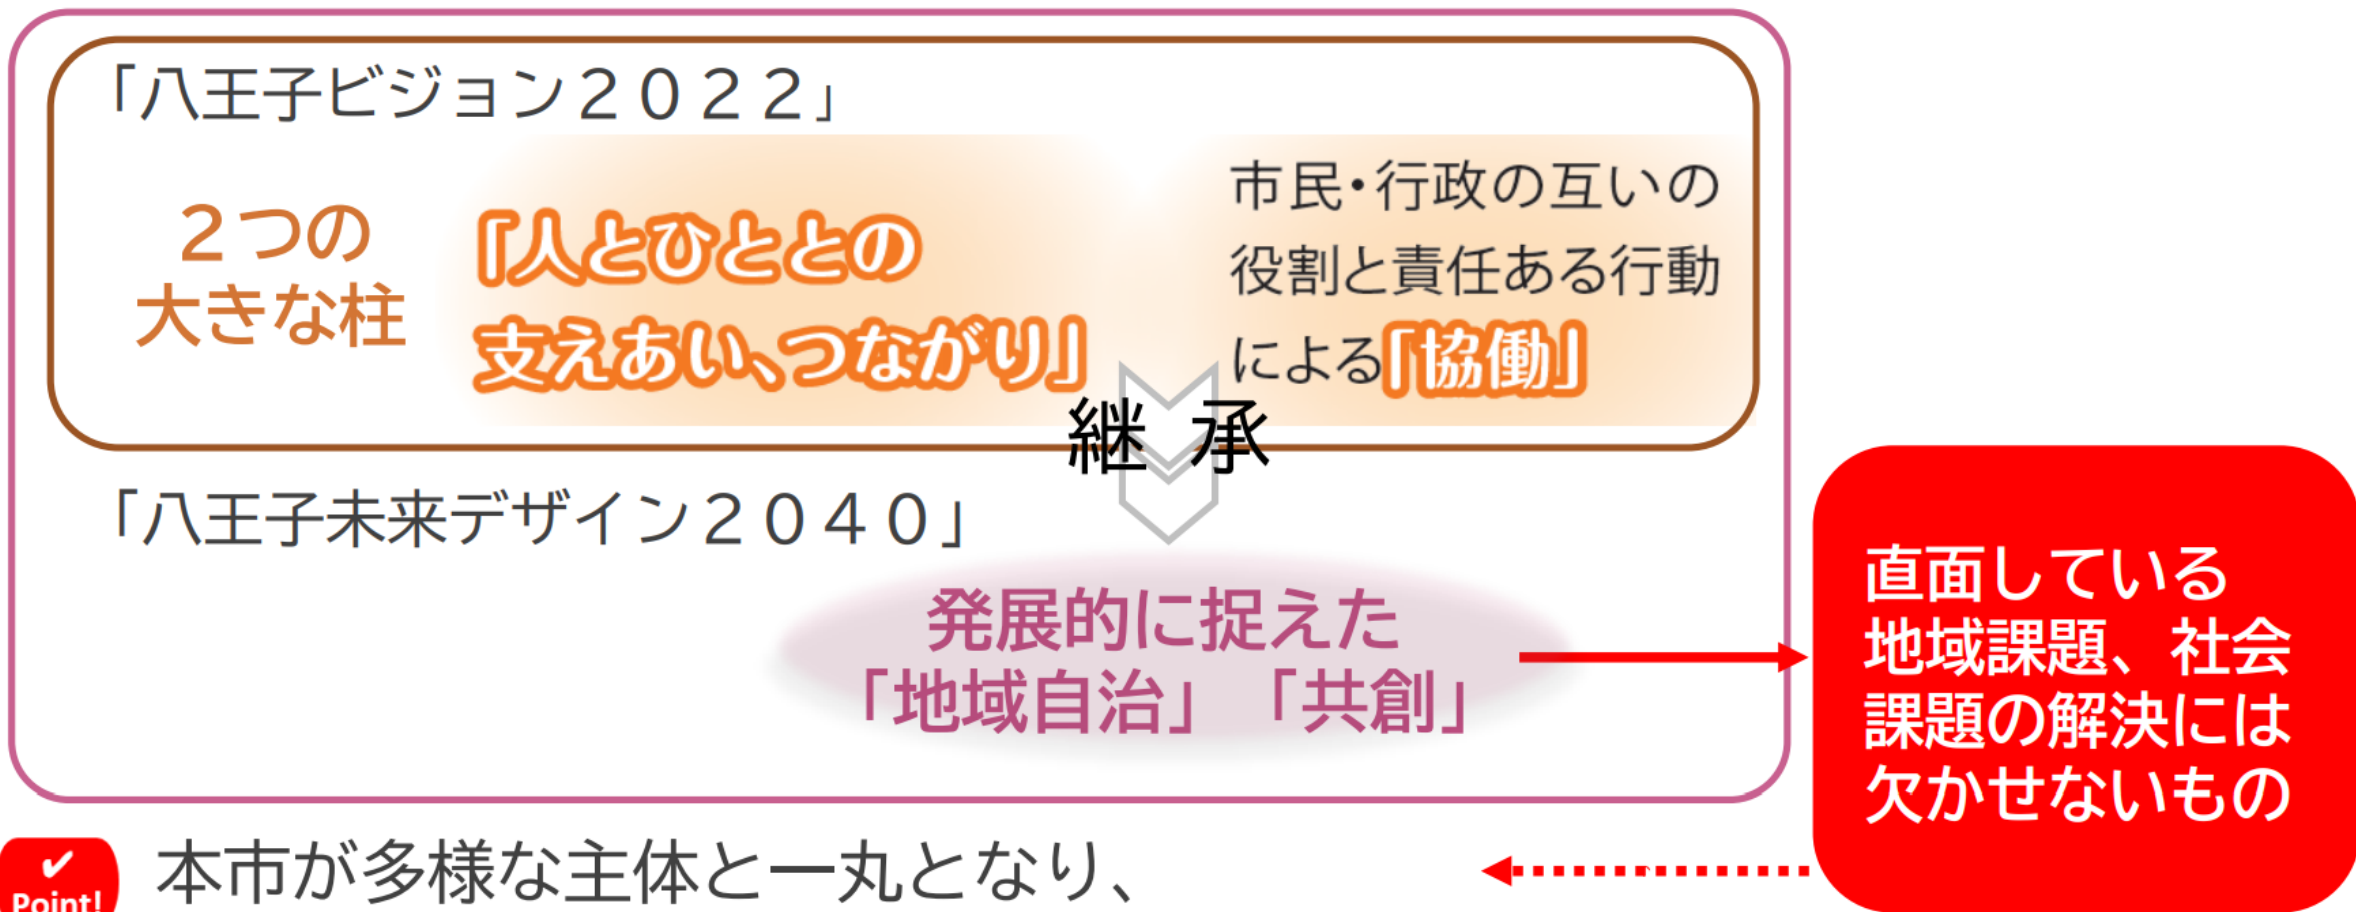 「八王子ビジョン２０２２」
２つの
大きな柱
「人とひととの
支えあい、つながり」
市民・行政の互いの
役割と責任ある行動
による「協働」
継 承
「八王子未来デザイン２０４０」
発展的に捉えた
「地域自治」「共創」
直面している
地域課題、社会
課題の解決には
欠かせないもの
✔
Point!
本市が多様な主体と一丸となり、